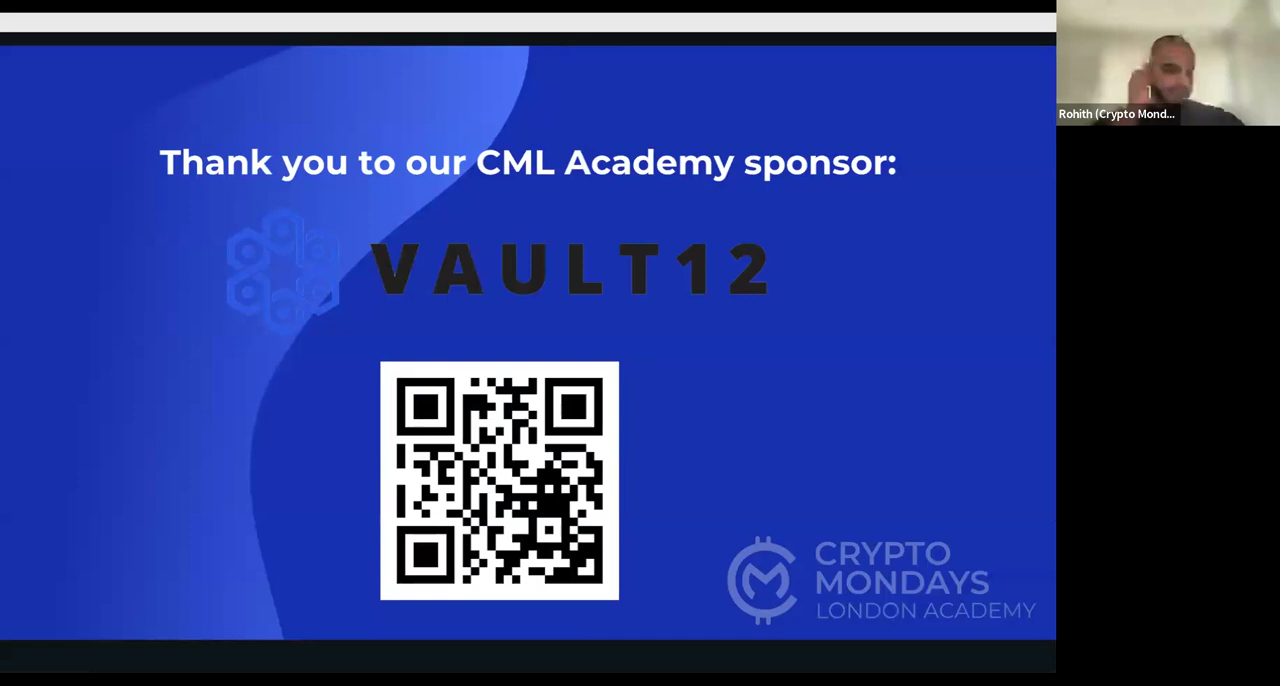 Thank you to our CML Academy sponsor:
VAULT12
CRYPTO
MONDAYS
LONDON ACADEMY
Rohith (Crypto Mond...